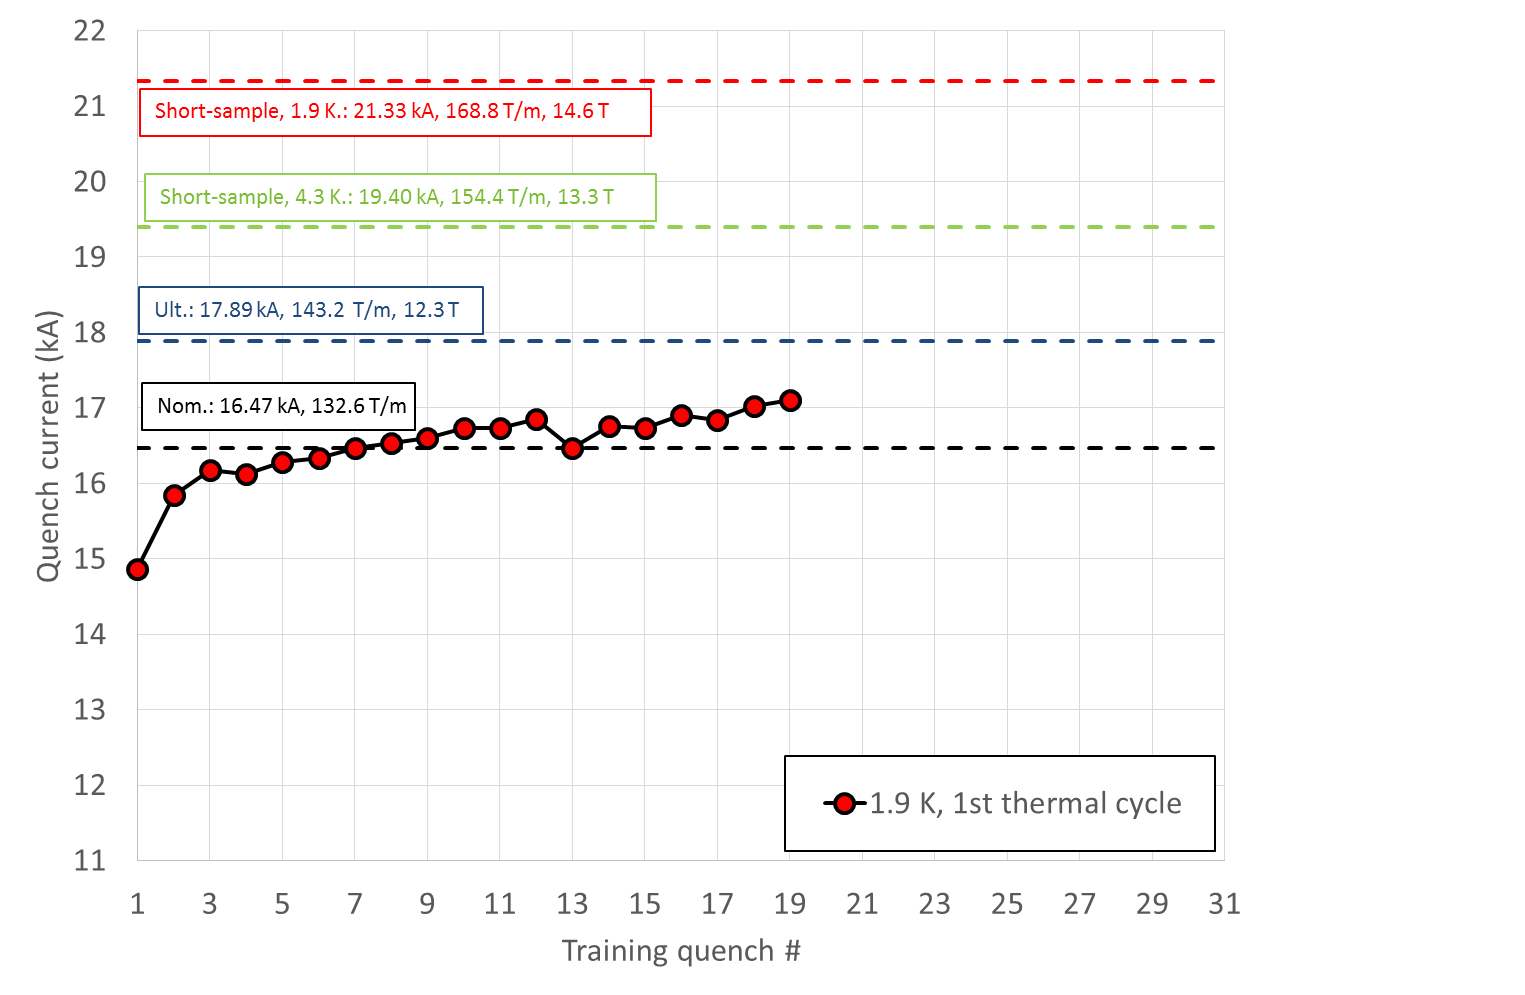 22
21
20
19
18
17
16
15
14
13
12
11
Quench current (kA)
Short-sample, 1.9 K.: 21.33 kA, 168.8 T/m, 14.6 T
Short-sample, 4.3 K.: 19.40 kA, 154.4 T/m, 13.3 T
Ult.: 17.89 kA, 143.2 T/m, 12.3 T
Nom.: 16.47 kA, 132.6 T/m
1.9 K, 1st thermal cycle
1 3 5 7 9 11 13 15 17 19 21 23 25 27 29 31
Training quench #